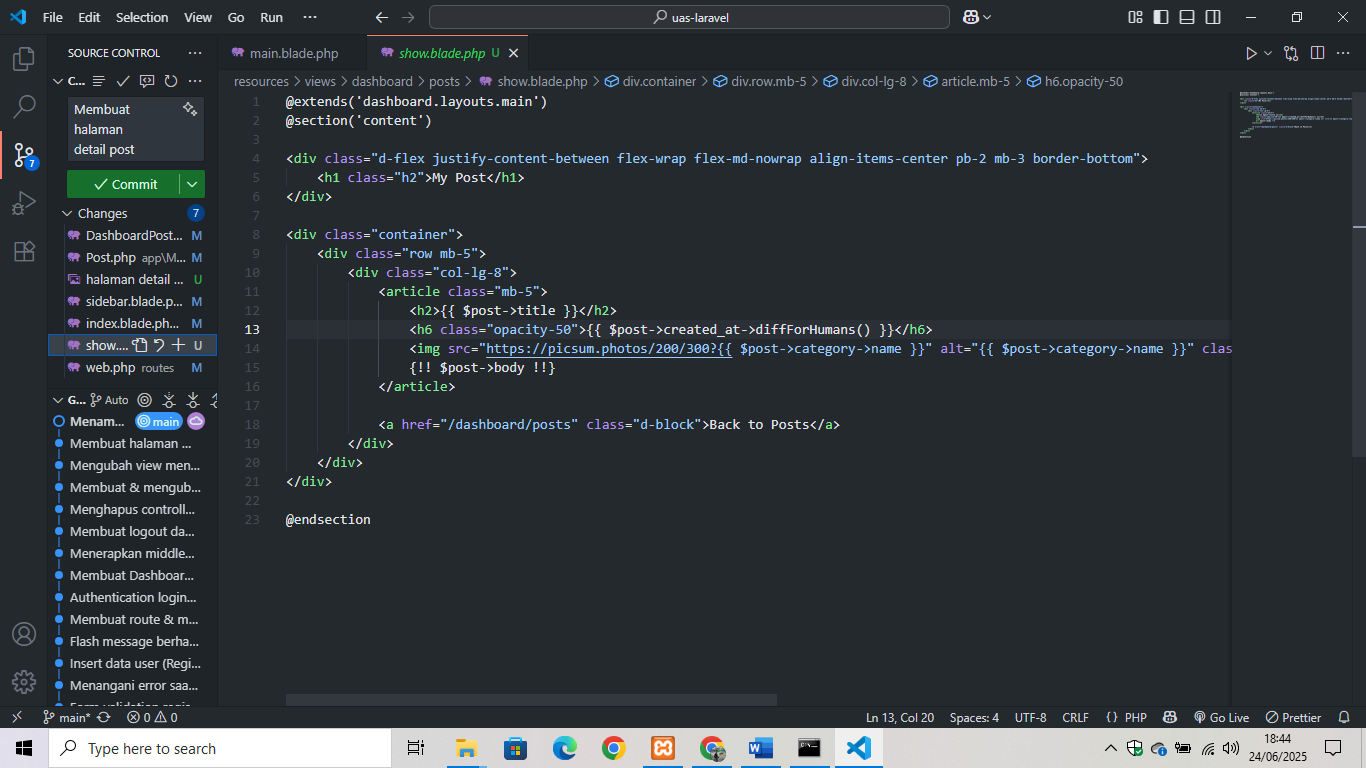 File Edit Selection View Go Run ··· uas-laravel
SOURCE CONTROL ···
main.blade.php show.blade.php U
C... ···
resources > views > dashboard > posts > show.blade.php > div.container > div.row.mb-5 > div.col-lg-8 > article.mb-5 > h6.opacity-50
Membuat
halaman
detail post
Commit
Changes 7
DashboardPost... M
Post.php app\M... M
halaman detail ... U
sidebar.blade.p... M
index.blade.ph... M
show.... U
web.php routes M
G... Auto
Menam... main
Membuat halaman ...
Mengubah view men...
Membuat & mengub...
Menghapus controll...
Membuat logout da...
Menerapkan middle...
Membuat Dashboar...
Authentication login...
Membuat route & m...
Flash message berha...
Insert data user (Regi...
Menangani error saa...
7
1 @extends('dashboard.layouts.main')
2 @section('content')
3
4 <div class="d-flex justify-content-between flex-wrap flex-md-nowrap align-items-center pb-2 mb-3 border-bottom">
5 <h1 class="h2">My Post</h1>
6 </div>
7
8 <div class="container">
9 <div class="row mb-5">
10 <div class="col-lg-8">
11 <article class="mb-5">
12 <h2>{{ $post->title }}</h2>
13 <h6 class="opacity-50">{{ $post->created_at->diffForHumans() }}</h6>
14 <img src="https://picsum.photos/200/300?{{ $post->category->name }}" alt="{{ $post->category->name }}" clas
15 {!! $post->body !!}
16 </article>
17
18 <a href="/dashboard/posts" class="d-block">Back to Posts</a>
19 </div>
20 </div>
21 </div>
22
23 @endsection
main* 0 0 Ln 13, Col 20 Spaces: 4 UTF-8 CRLF {} PHP Go Live Prettier
Type here to search
18:44
24/06/2025